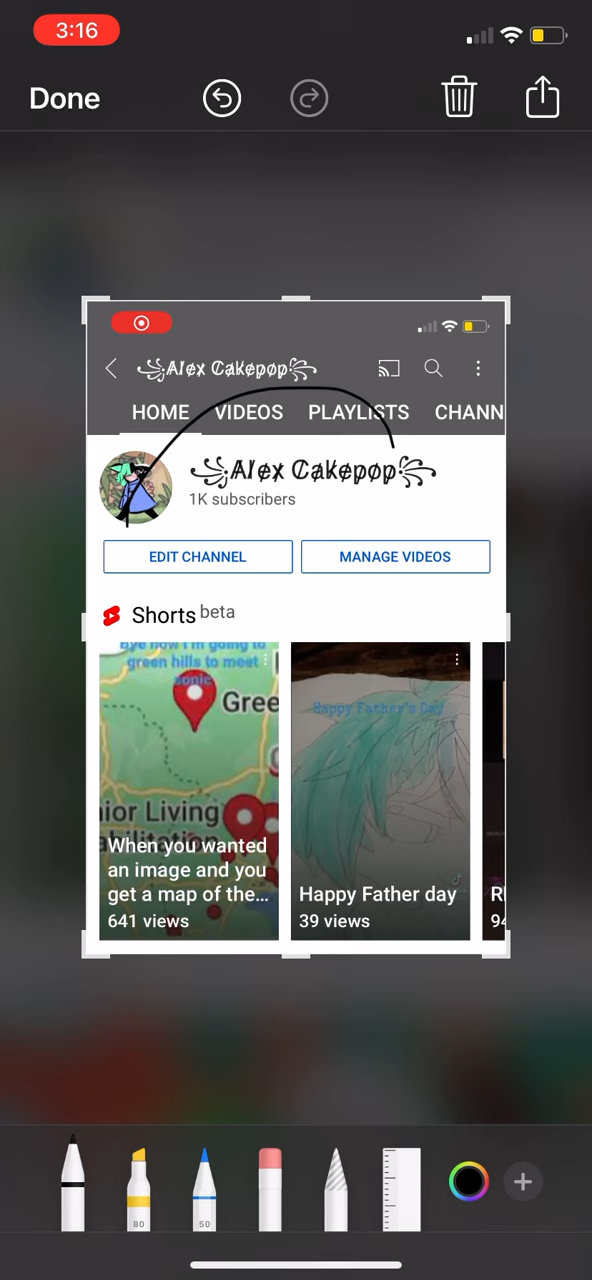 3:16
Done
꧁Alex Cakepop꧂
HOME VIDEOS PLAYLISTS CHANN
꧁Alex Cakepop꧂
1K subscribers
EDIT CHANNEL MANAGE VIDEOS
Shorts beta
Bye now I'm going to
green hills to meet
sonic
Gree
nior Living
When you wanted
an image and you
get a map of the...
641 views
Happy Father's Day
Happy Father day
39 views
94
80
50